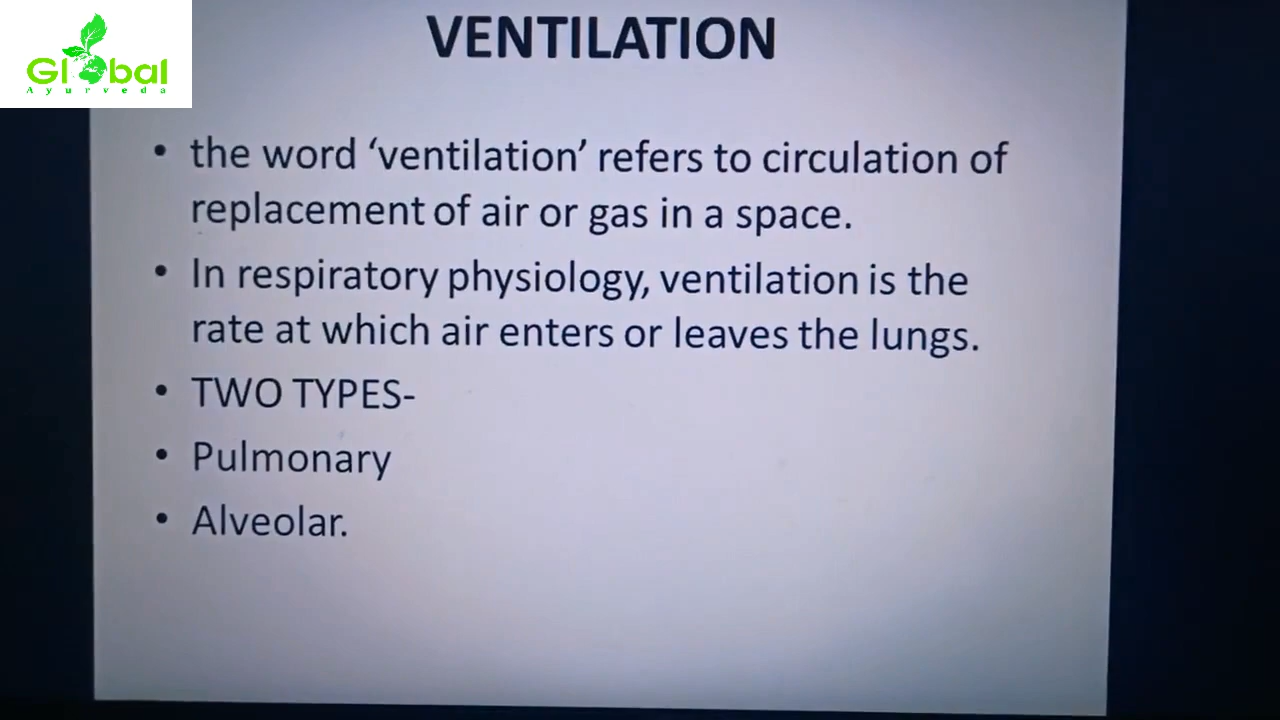 Global
Ayurveda
VENTILATION
• the word ‘ventilation’ refers to circulation of
replacement of air or gas in a space.
• In respiratory physiology, ventilation is the
rate at which air enters or leaves the lungs.
• TWO TYPES-
• Pulmonary
• Alveolar.